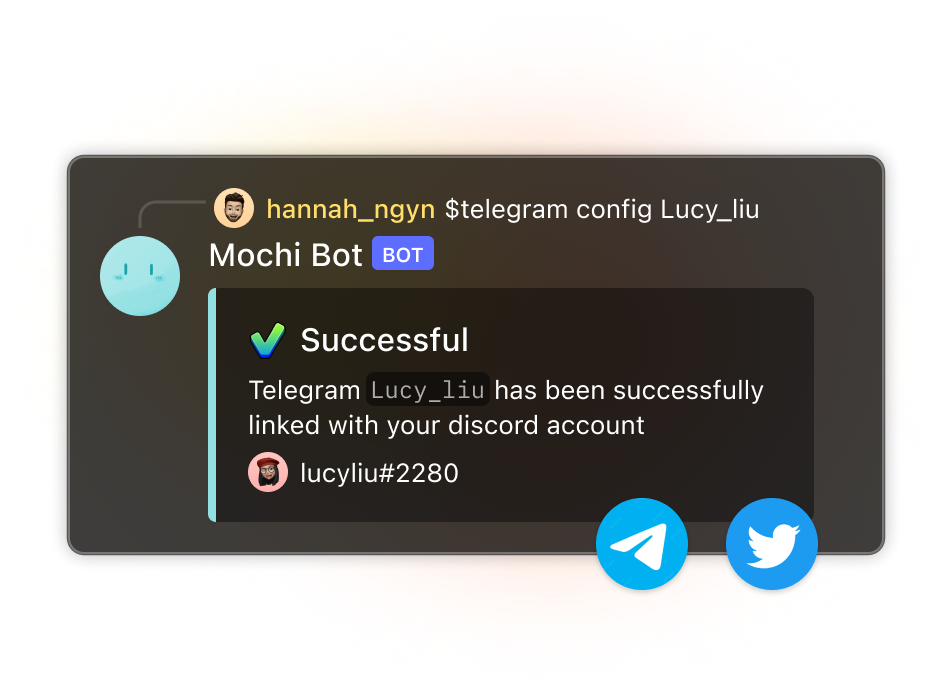 hannah_ngyn $telegram config Lucy_liu
Mochi Bot BOT
Successful
Telegram Lucy_liu has been successfully
linked with your discord account
lucyliu#2280